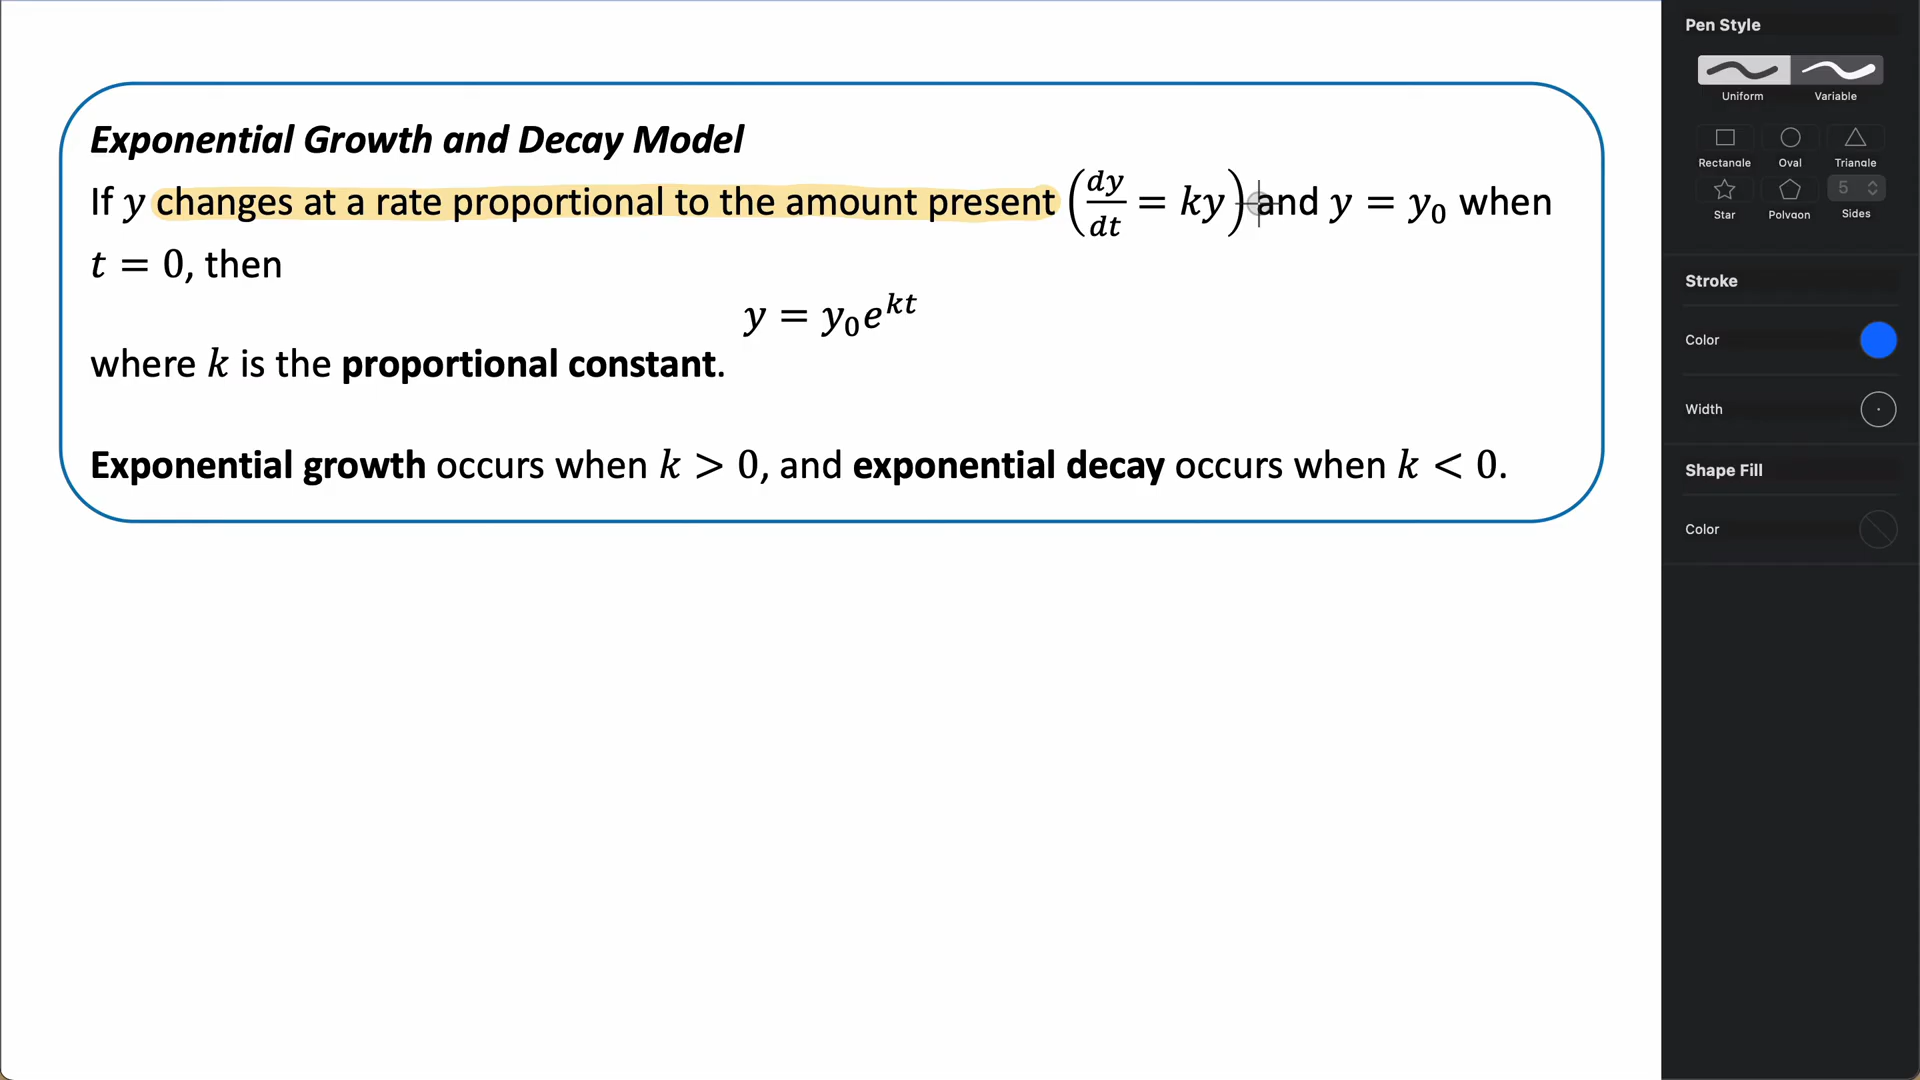 Exponential Growth and Decay Model
If y changes at a rate proportional to the amount present (dy/dt = ky) and y = y₀ when
t = 0, then
y = y₀e^{kt}
where k is the proportional constant.
Exponential growth occurs when k > 0, and exponential decay occurs when k < 0.
Pen Style
Uniform Variable
Rectangle Oval Triangle
5
Star Polygon Sides
Stroke
Color
Width
Shape Fill
Color